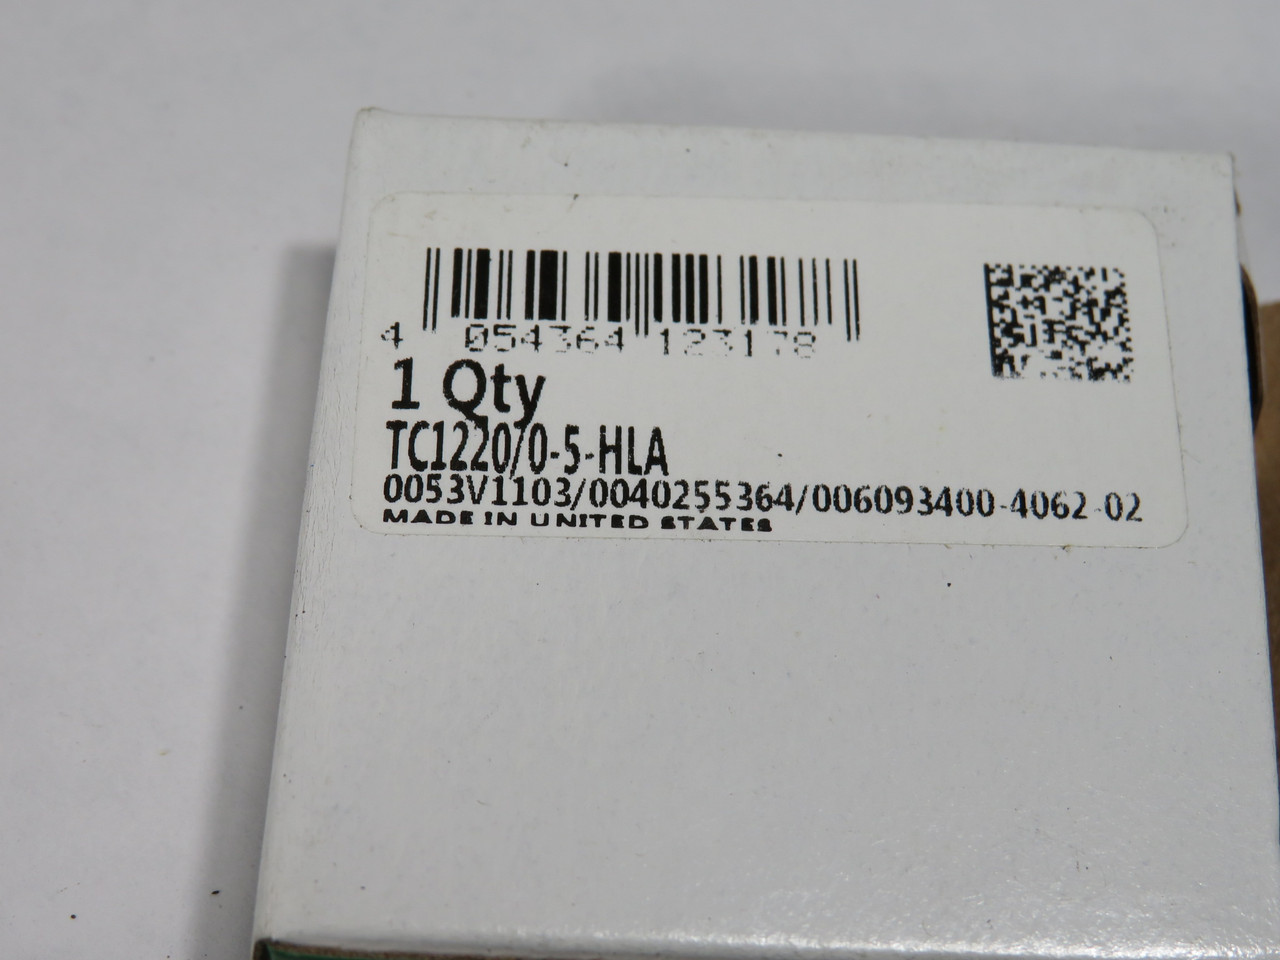 4 054364 123178
1 Qty
TC1220/0-5-HLA
0053V1103/0040255364/006093400-4062-02
MADE IN UNITED STATES